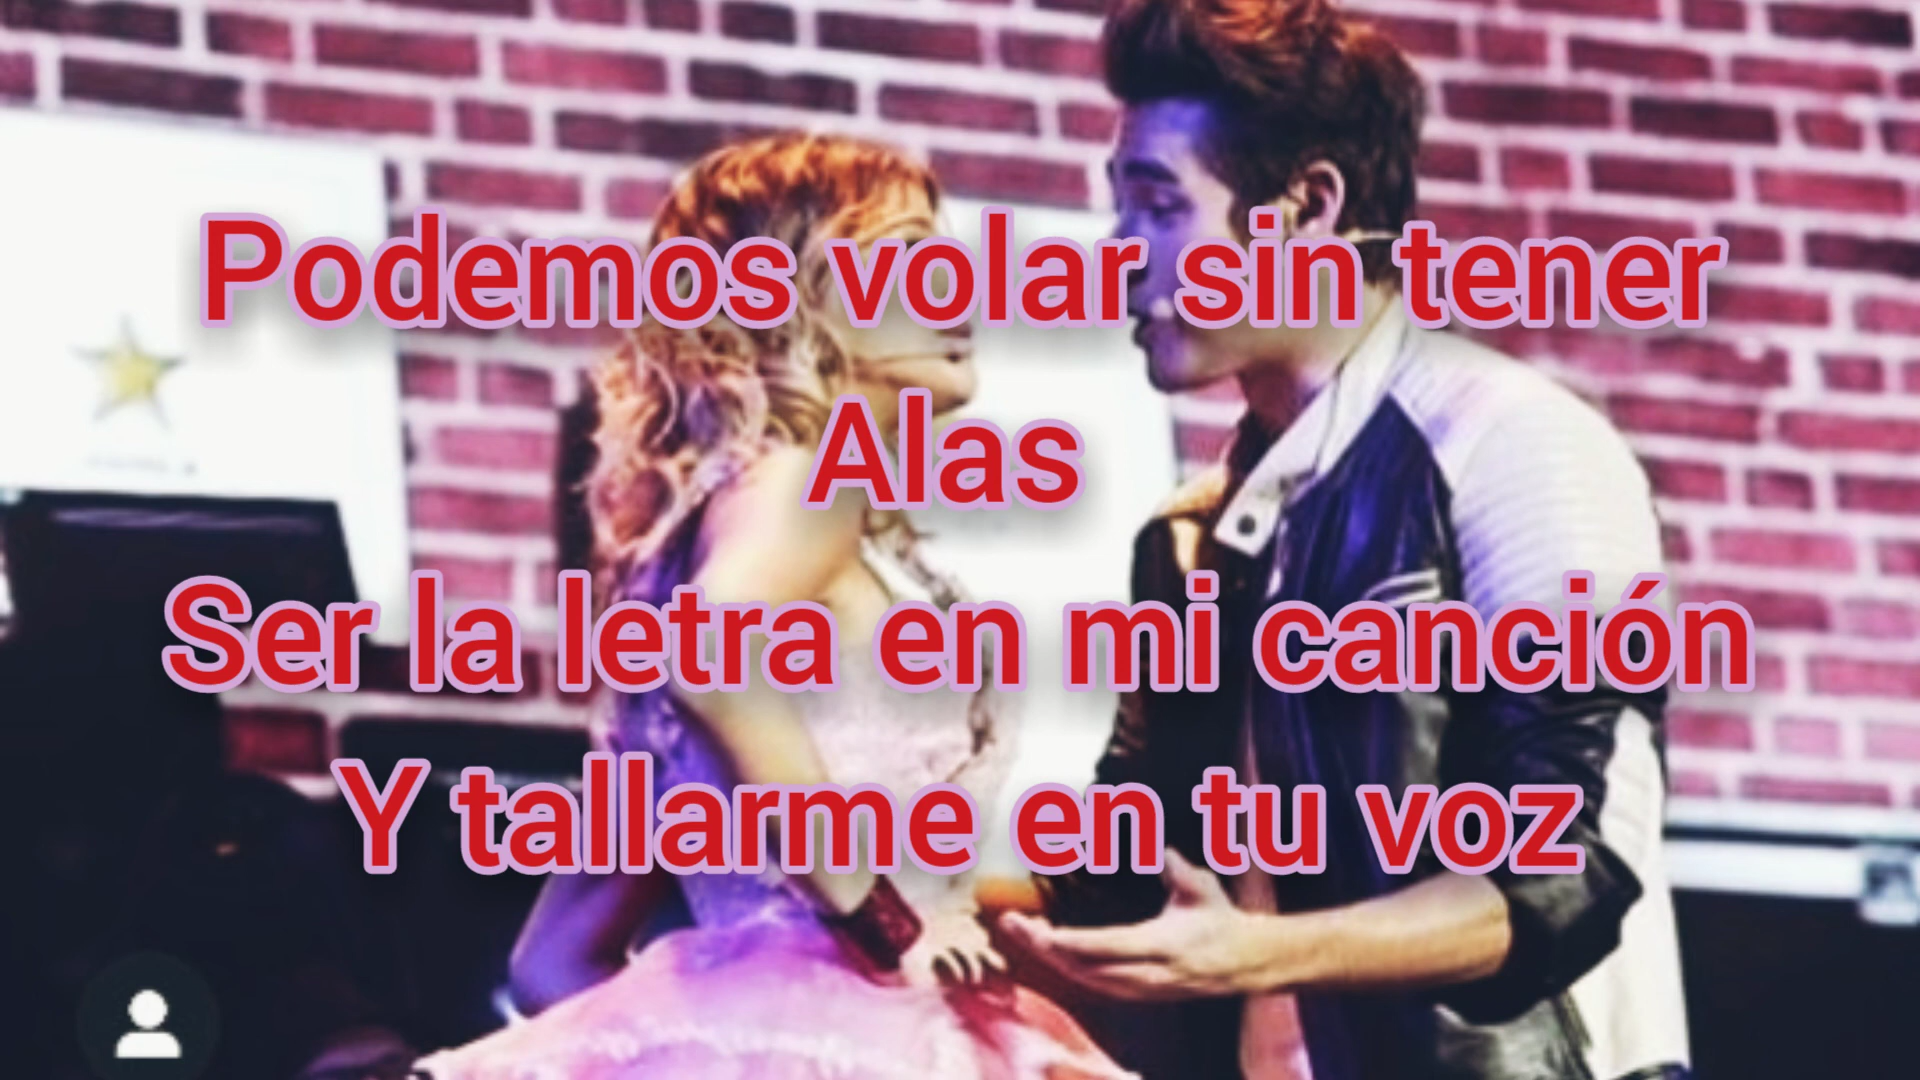 Podemos volar sin tener
Alas
Ser la letra en mi canción
Y tallarme en tu voz